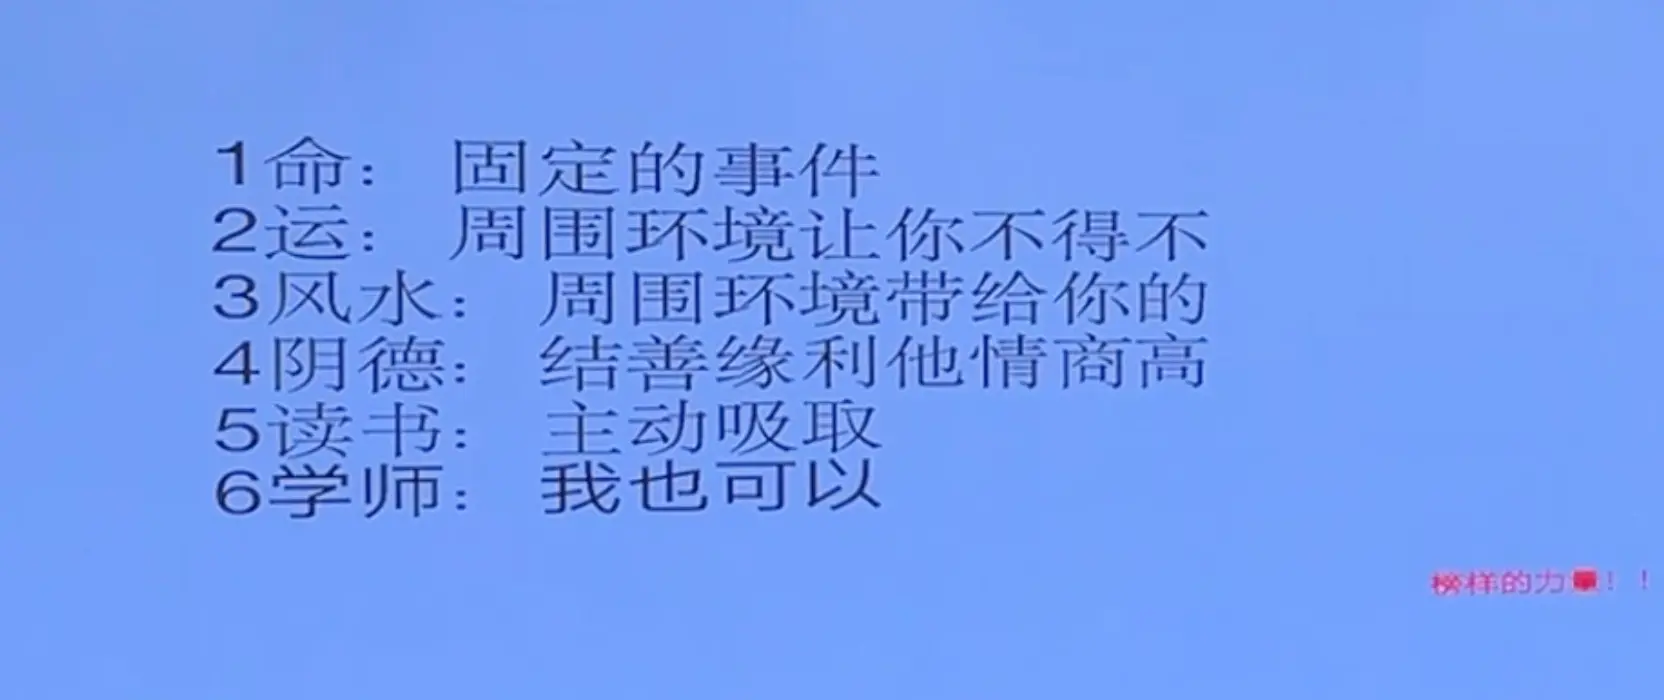 1命： 固定的事件
2运： 周围环境让你不得不
3风水： 周围环境带给你的
4阴德： 结善缘利他情商高
5读书： 主动吸取
6学师： 我也可以
榜样的力量！！